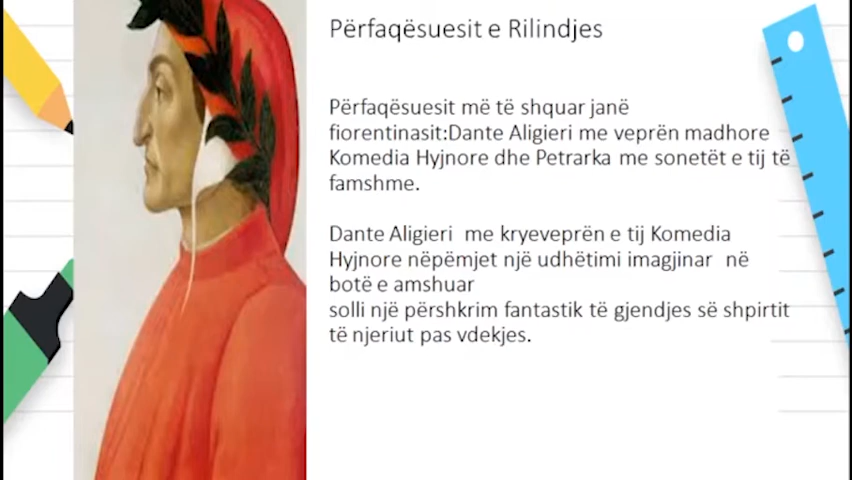 Përfaqësuesit e Rilindjes
Përfaqësuesit më të shquar janë
fiorentinasit:Dante Aligieri me veprën madhore
Komedia Hyjnore dhe Petrarka me sonetët e tij të
famshme.
Dante Aligieri me kryeveprën e tij Komedia
Hyjnore nëpëmjet një udhëtimi imagjinar në
botë e amshuar
solli një përshkrim fantastik të gjendjes së shpirtit
të njeriut pas vdekjes.